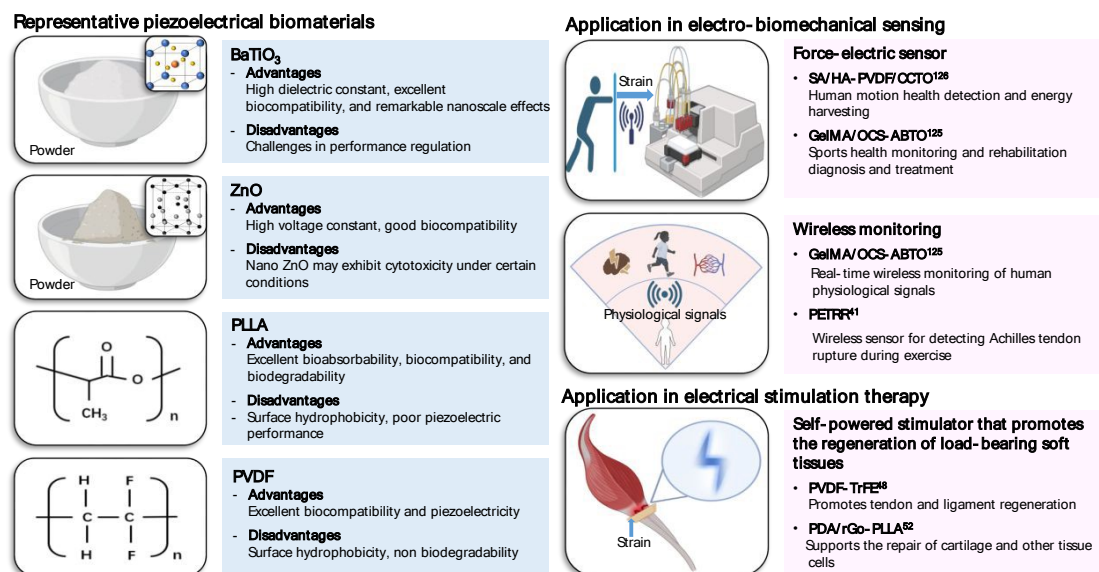 Representative piezoelectrical biomaterials
Powder
BaTiO₃
- Advantages
High dielectric constant, excellent
biocompatibility, and remarkable nanoscale effects
- Disadvantages
Challenges in performance regulation
Powder
ZnO
- Advantages
High voltage constant, good biocompatibility
- Disadvantages
Nano ZnO may exhibit cytotoxicity under certain
conditions
O
O
CH₃
n
PLLA
- Advantages
Excellent bioabsorbability, biocompatibility, and
biodegradability
- Disadvantages
- Surface hydrophobicity, poor piezoelectric
performance
H F
C C
H F
n
PVDF
- Advantages
Excellent biocompatibility and piezoelectricity
- Disadvantages
Surface hydrophobicity, non biodegradability
Application in electro-biomechanical sensing
Strain
Force-electric sensor
• SA/HA-PVDF/CCTO¹²⁶
Human motion health detection and energy
harvesting
• GelMA/OCS-ABTO¹²⁵
Sports health monitoring and rehabilitation
diagnosis and treatment
Physiological signals
Wireless monitoring
• GelMA/OCS-ABTO¹²⁵
Real-time wireless monitoring of human
physiological signals
• PETRR⁴¹
Wireless sensor for detecting Achilles tendon
rupture during exercise
Application in electrical stimulation therapy
Strain
Self-powered stimulator that promotes
the regeneration of load-bearing soft
tissues
• PVDF-TrFE⁴⁸
Promotes tendon and ligament regeneration
• PDA/rGo-PLLA⁵²
Supports the repair of cartilage and other tissue
cells